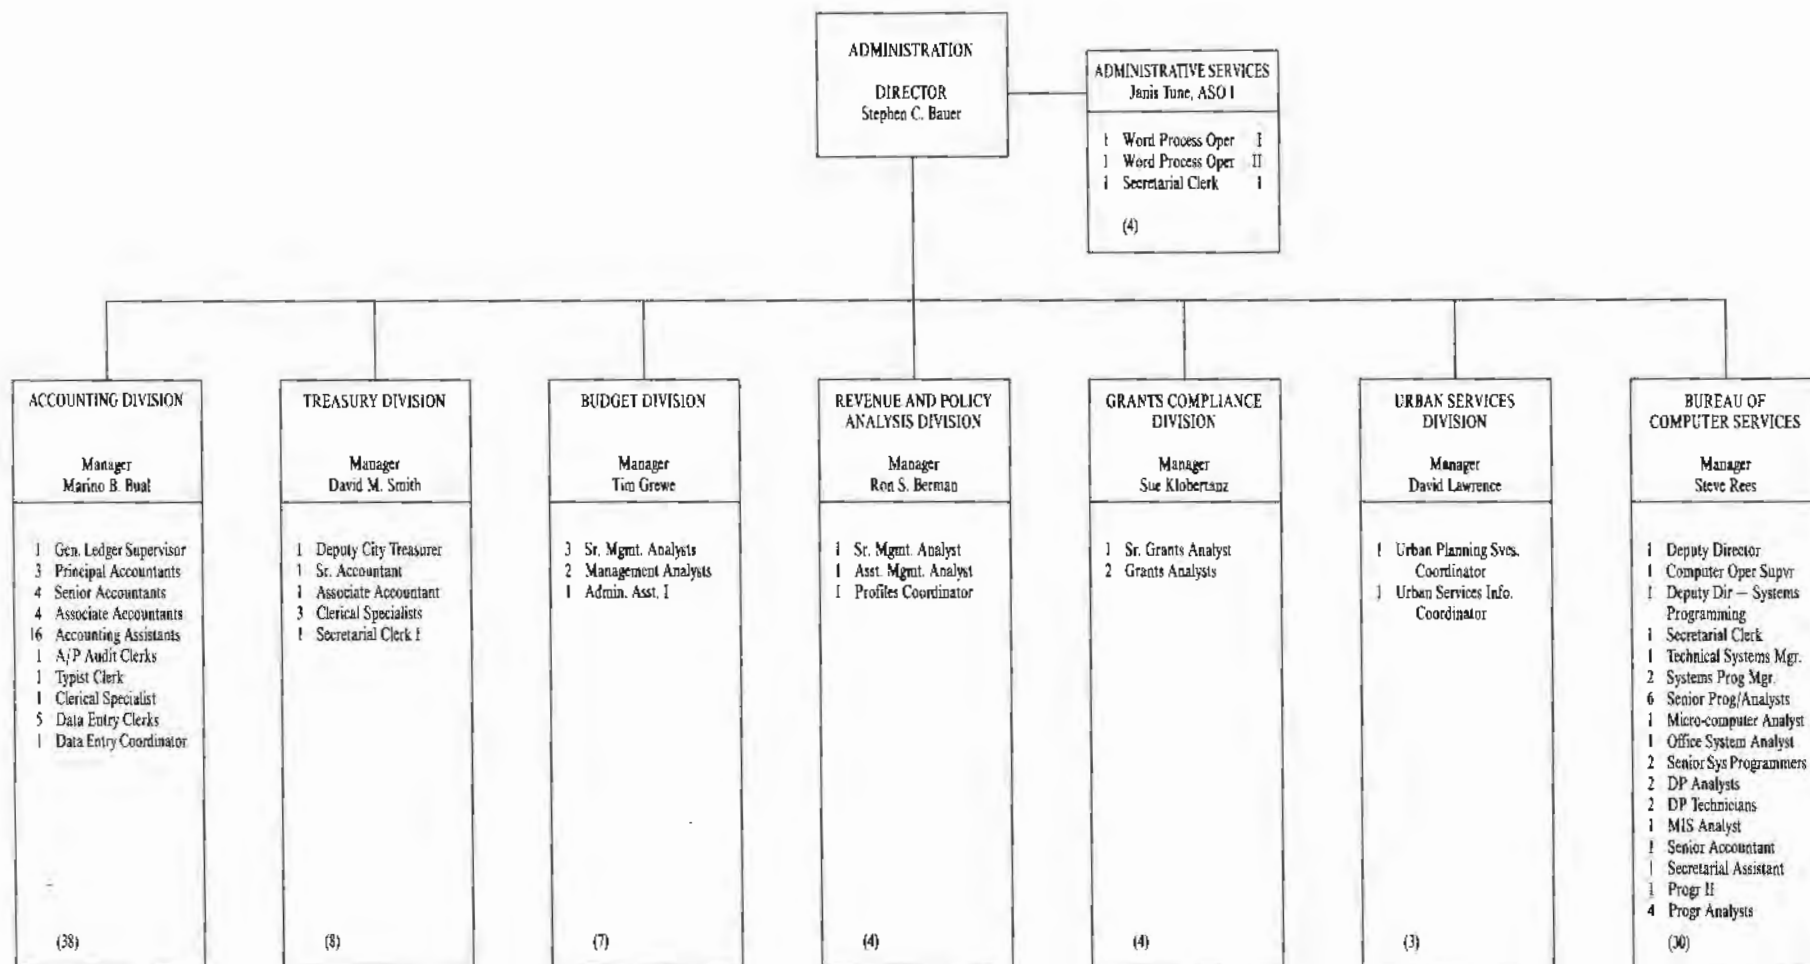 ADMINISTRATION
DIRECTOR
Stephen C. Bauer
ADMINISTRATIVE SERVICES
Janis Tune, ASO I
1 Word Process Oper I
1 Word Process Oper II
1 Secretarial Clerk I
(4)
ACCOUNTING DIVISION
Manager
Marino B. Bual
1 Gen. Ledger Supervisor
3 Principal Accountants
4 Senior Accountants
4 Associate Accountants
16 Accounting Assistants
1 A/P Audit Clerks
1 Typist Clerk
1 Clerical Specialist
5 Data Entry Clerks
1 Data Entry Coordinator
(38)
TREASURY DIVISION
Manager
David M. Smith
1 Deputy City Treasurer
1 Sr. Accountant
1 Associate Accountant
3 Clerical Specialists
1 Secretarial Clerk I
(8)
BUDGET DIVISION
Manager
Tim Grewe
3 Sr. Mgmt. Analysts
2 Management Analysts
1 Admin. Asst. I
(7)
REVENUE AND POLICY
ANALYSIS DIVISION
Manager
Ron S. Berman
1 Sr. Mgmt. Analyst
1 Asst. Mgmt. Analyst
1 Profiles Coordinator
(4)
GRANTS COMPLIANCE
DIVISION
Manager
Sue Klobertanz
1 Sr. Grants Analyst
2 Grants Analysts
(4)
URBAN SERVICES
DIVISION
Manager
David Lawrence
1 Urban Planning Svcs.
Coordinator
1 Urban Services Info.
Coordinator
(3)
BUREAU OF
COMPUTER SERVICES
Manager
Steve Rees
1 Deputy Director
1 Computer Oper Supvr
1 Deputy Dir — Systems
Programming
1 Secretarial Clerk
1 Technical Systems Mgr.
2 Systems Prog Mgr.
6 Senior Prog/Analysts
1 Micro-computer Analyst
1 Office System Analyst
2 Senior Sys Programmers
2 DP Analysts
2 DP Technicians
1 MIS Analyst
1 Senior Accountant
1 Secretarial Assistant
1 Progr II
4 Progr Analysts
(30)